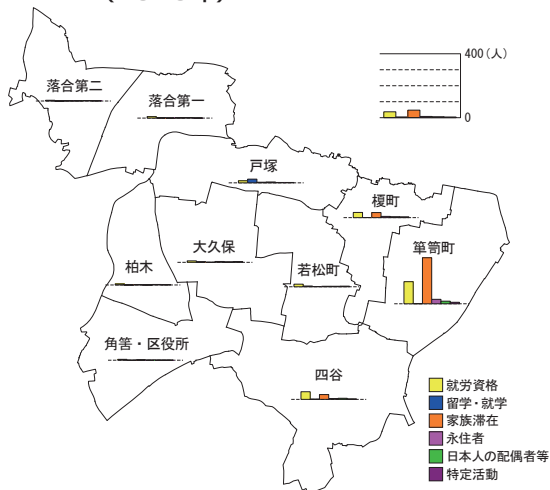 400（人）
0
落合第二
落合第一
戸塚
榎町
大久保
若松町
箪笥町
柏木
角筈・区役所
四谷
就労資格
留学・就学
家族滞在
永住者
日本人の配偶者等
特定活動